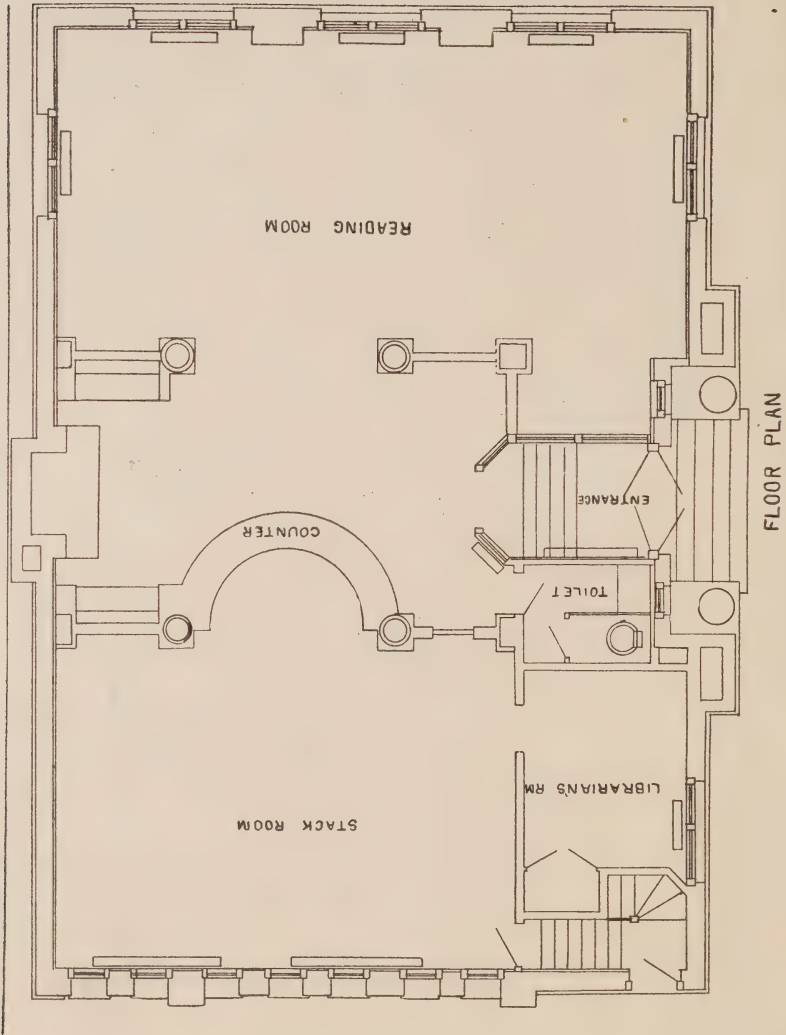 READING ROOM
COUNTER
ENTRANCE
TOILET
LIBRARIAN'S RM
STACK ROOM
FLOOR PLAN